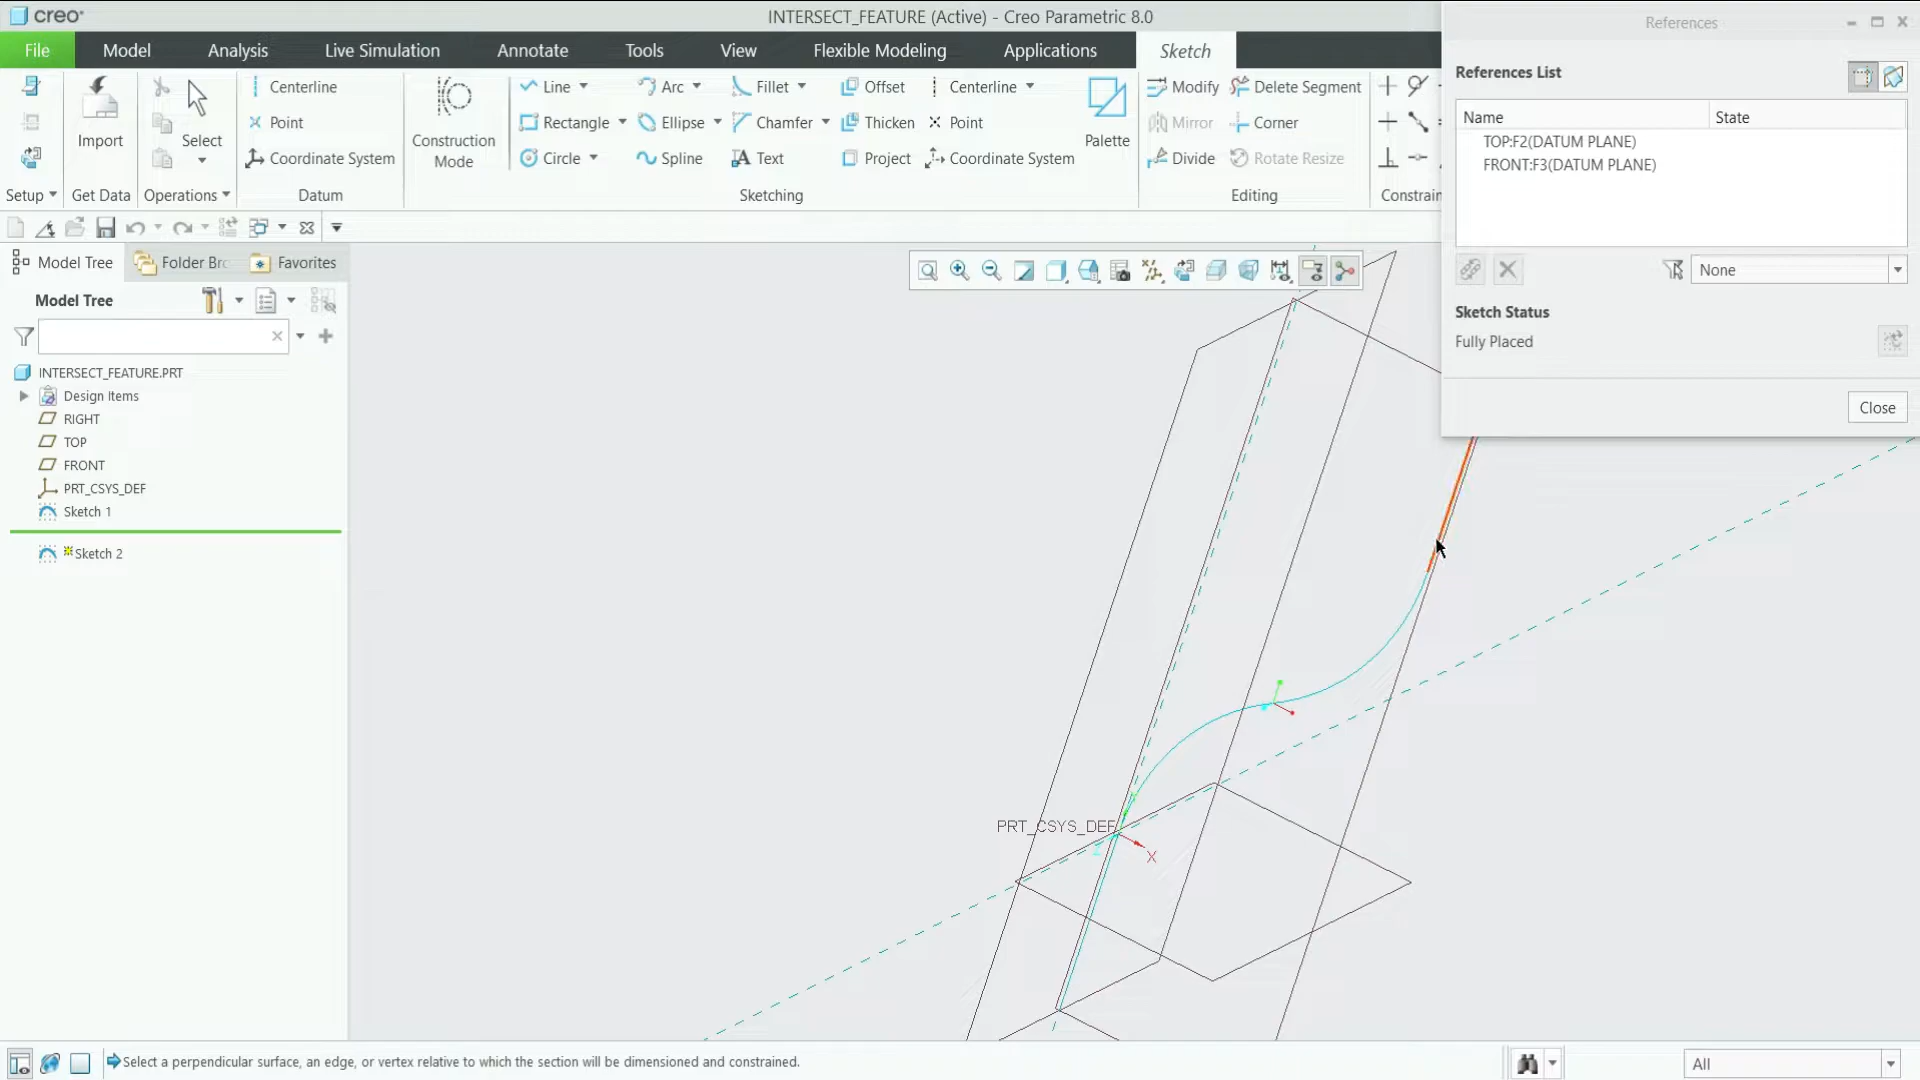 creo
INTERSECT_FEATURE (Active) - Creo Parametric 8.0
File
Model
Analysis
Live Simulation
Annotate
Tools
View
Flexible Modeling
Applications
Sketch
Import
Select
Centerline
Point
Coordinate System
Construction
Mode
Line
Arc
Fillet
Offset
Centerline
Rectangle
Ellipse
Chamfer
Thicken
Point
Circle
Spline
Text
Project
Coordinate System
Palette
Modify
Delete Segment
Mirror
Corner
Divide
Rotate Resize
Setup
Get Data
Operations
Datum
Sketching
Editing
Constrain
Model Tree
Folder Br
Favorites
Model Tree
INTERSECT_FEATURE.PRT
Design Items
RIGHT
TOP
FRONT
PRT_CSYS_DEF
Sketch 1
Sketch 2
PRT_CSYS_DEF
X
Z
References
References List
Name
State
TOP:F2(DATUM PLANE)
FRONT:F3(DATUM PLANE)
None
Sketch Status
Fully Placed
Close
Select a perpendicular surface, an edge, or vertex relative to which the section will be dimensioned and constrained.
All